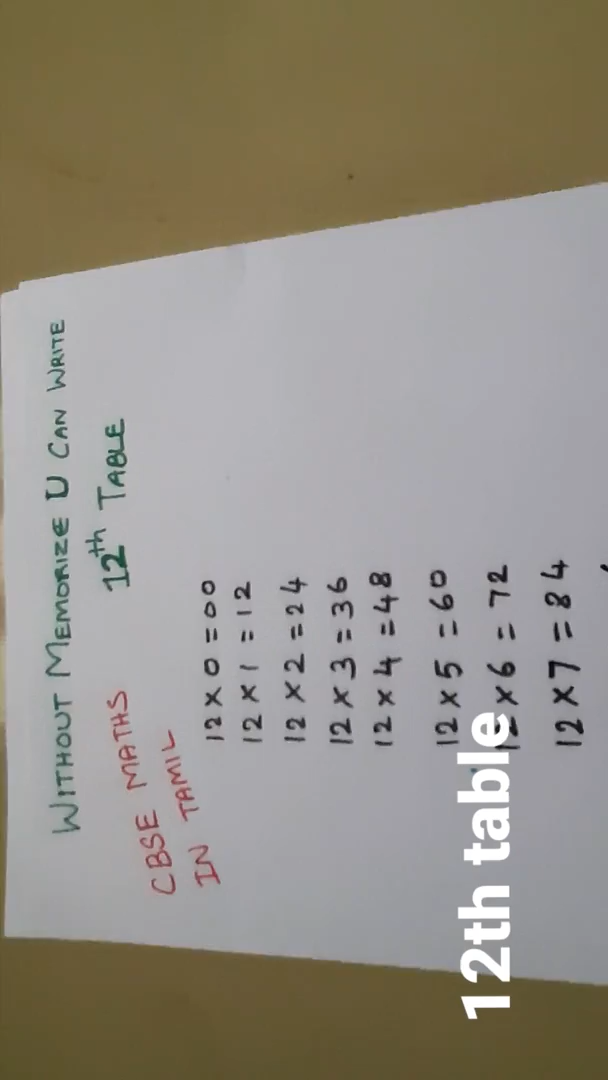 WITHOUT MEMORIZE U CAN WRITE
12th TABLE
CBSE MATHS
IN TAMIL
12 X 0 = 00
12 X 1 = 12
12 X 2 = 24
12 X 3 = 36
12 X 4 = 48
12 X 5 = 60
12 X 6 = 72
12 X 7 = 84
12th table